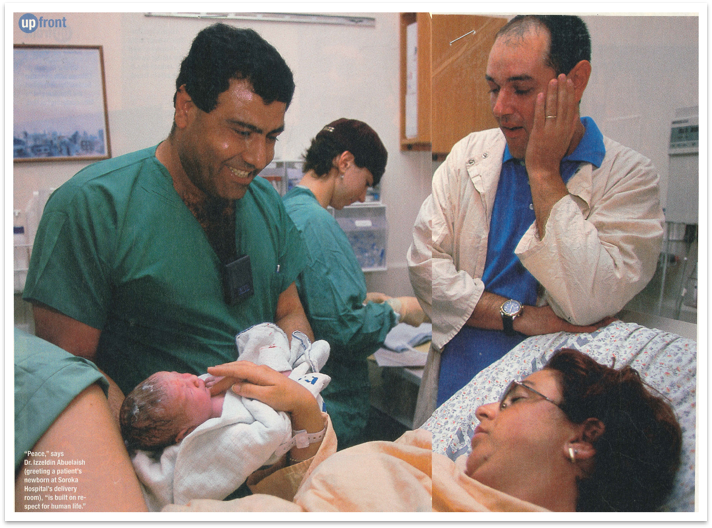 upfront
"Peace," says
Dr. Izzeldin Abuelaish
(greeting a patient's
newborn at Soroka
Hospital's delivery
room), "is built on re-
spect for human life."